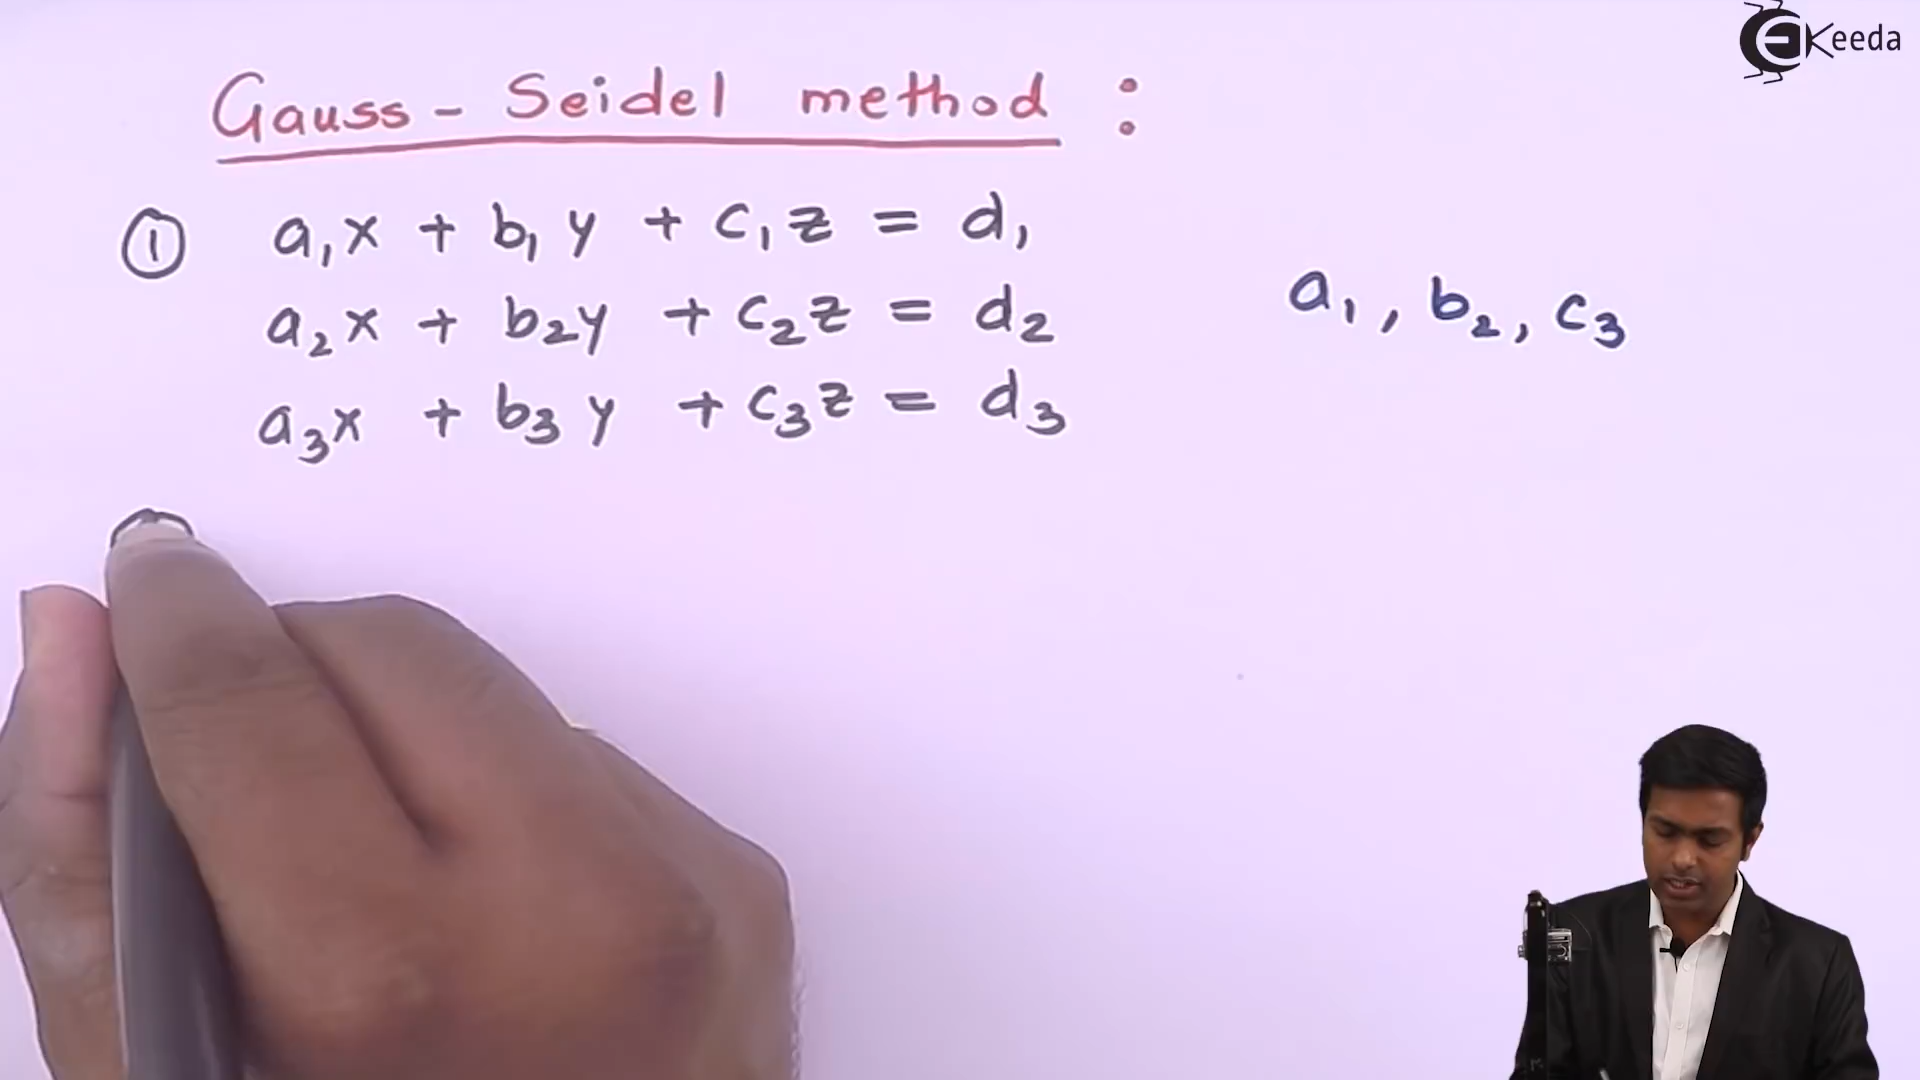 Keeda
Gauss - Seidel method :
① a₁x + b₁y + c₁z = d₁
a₂x + b₂y + c₂z = d₂
a₃x + b₃y + c₃z = d₃
a₁, b₂, c₃